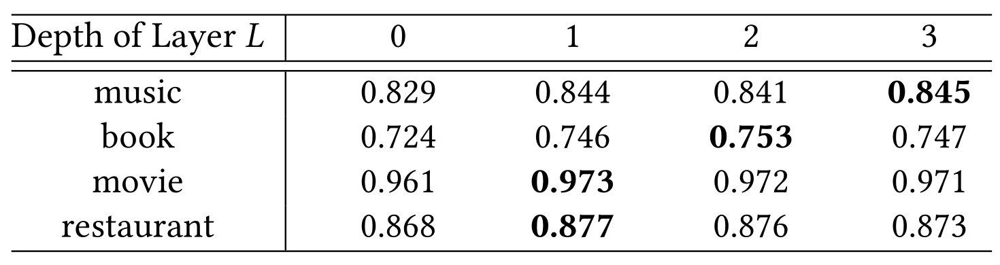 Depth of Layer L 0 1 2 3
music 0.829 0.844 0.841 0.845
book 0.724 0.746 0.753 0.747
movie 0.961 0.973 0.972 0.971
restaurant 0.868 0.877 0.876 0.873